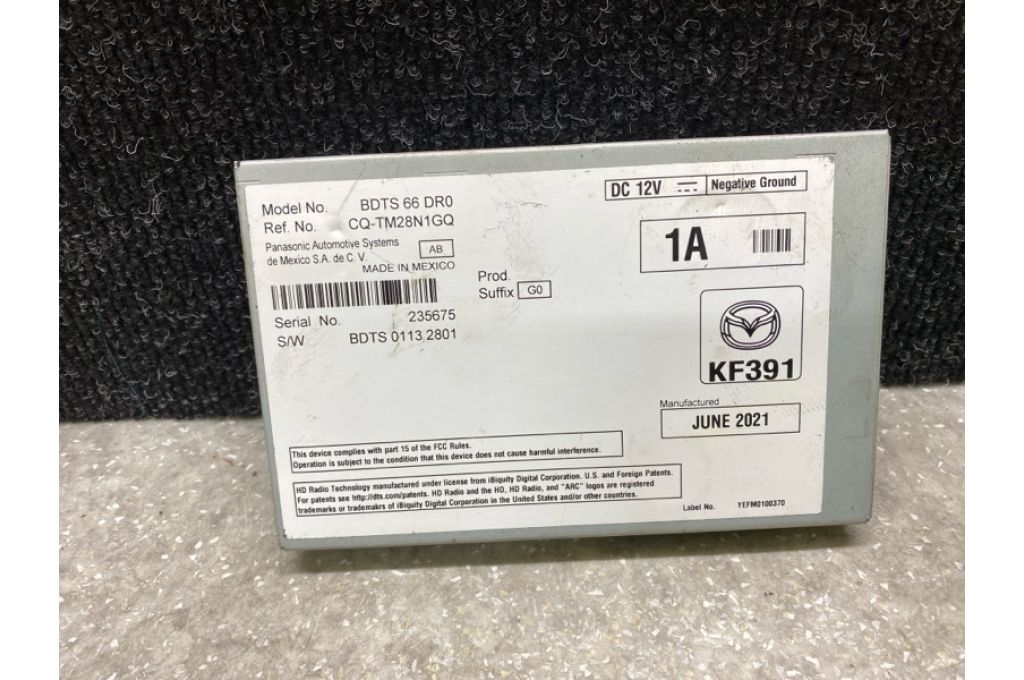 Model No. BDTS 66 DR0
Ref. No. CQ-TM28N1GQ
Panasonic Automotive Systems
de Mexico S.A. de C. V. AB
MADE IN MEXICO
Serial No. 235675
S/W BDTS 0113 2801
Prod.
Suffix G0
DC 12V Negative Ground
1A
KF391
Manufactured
JUNE 2021
This device complies with part 15 of the FCC Rules.
Operation is subject to the condition that this device does not cause harmful interference.
HD Radio Technology manufactured under license from iBiquity Digital Corporation. U.S. and Foreign Patents.
For patents see http://dts.com/patents. HD Radio and the HD, HD Radio, and "ARC" logos are registered
trademarks or trademakrs of iBiquity Digital Corporation in the United States and/or other countries.
Label No. YEFM0100370